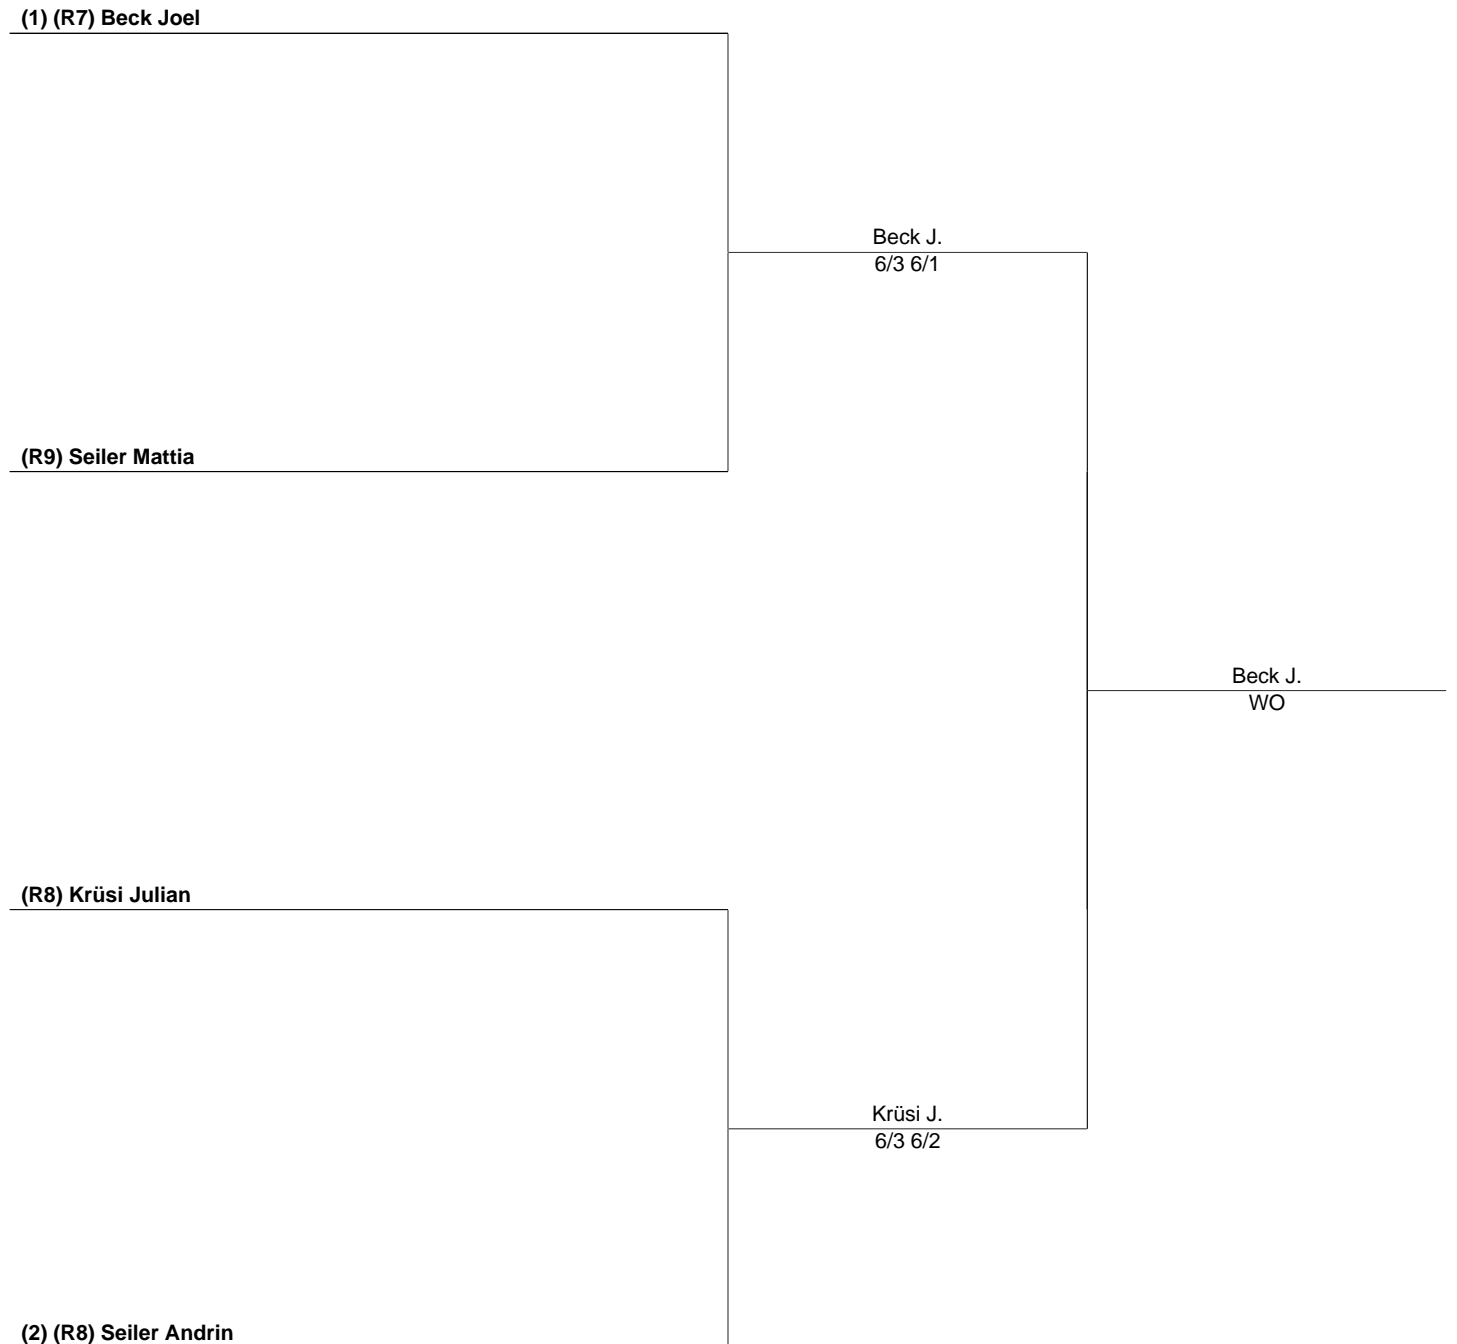 (1) (R7) Beck Joel
Beck J.
6/3 6/1
(R9) Seiler Mattia
Beck J.
WO
(R8) Krüsi Julian
Krüsi J.
6/3 6/2
(2) (R8) Seiler Andrin